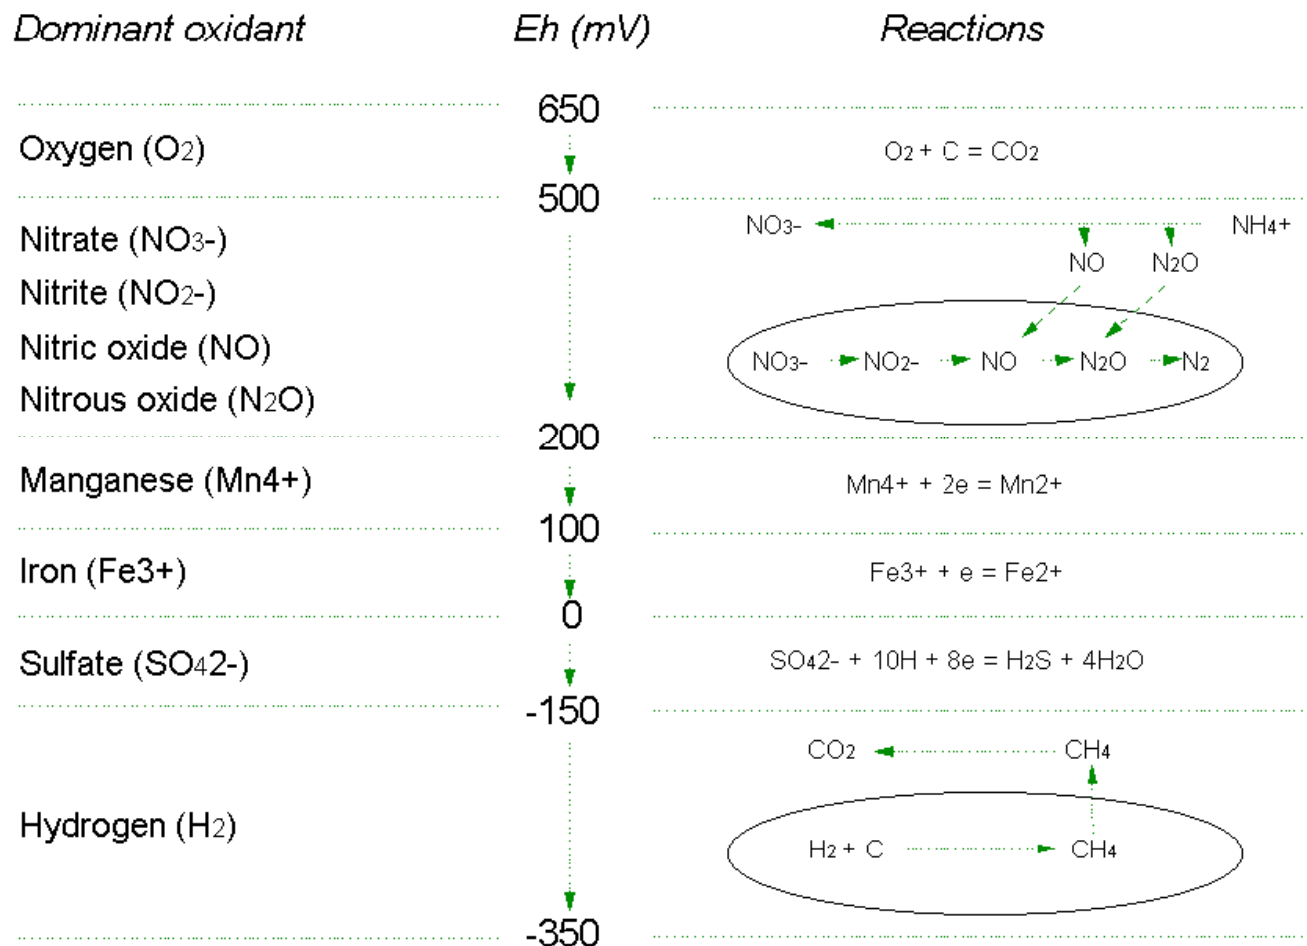 Dominant oxidant Eh (mV) Reactions
650
Oxygen (O2) O2 + C = CO2
500
NO3- NH4+
Nitrate (NO3-)
NO N2O
Nitrite (NO2-)
Nitric oxide (NO)
NO3- NO2- NO N2O N2
Nitrous oxide (N2O)
200
Manganese (Mn4+) Mn4+ + 2e = Mn2+
100
Iron (Fe3+) Fe3+ + e = Fe2+
0
Sulfate (SO42-) SO42- + 10H + 8e = H2S + 4H2O
-150
CO2 CH4
Hydrogen (H2)
H2 + C CH4
-350